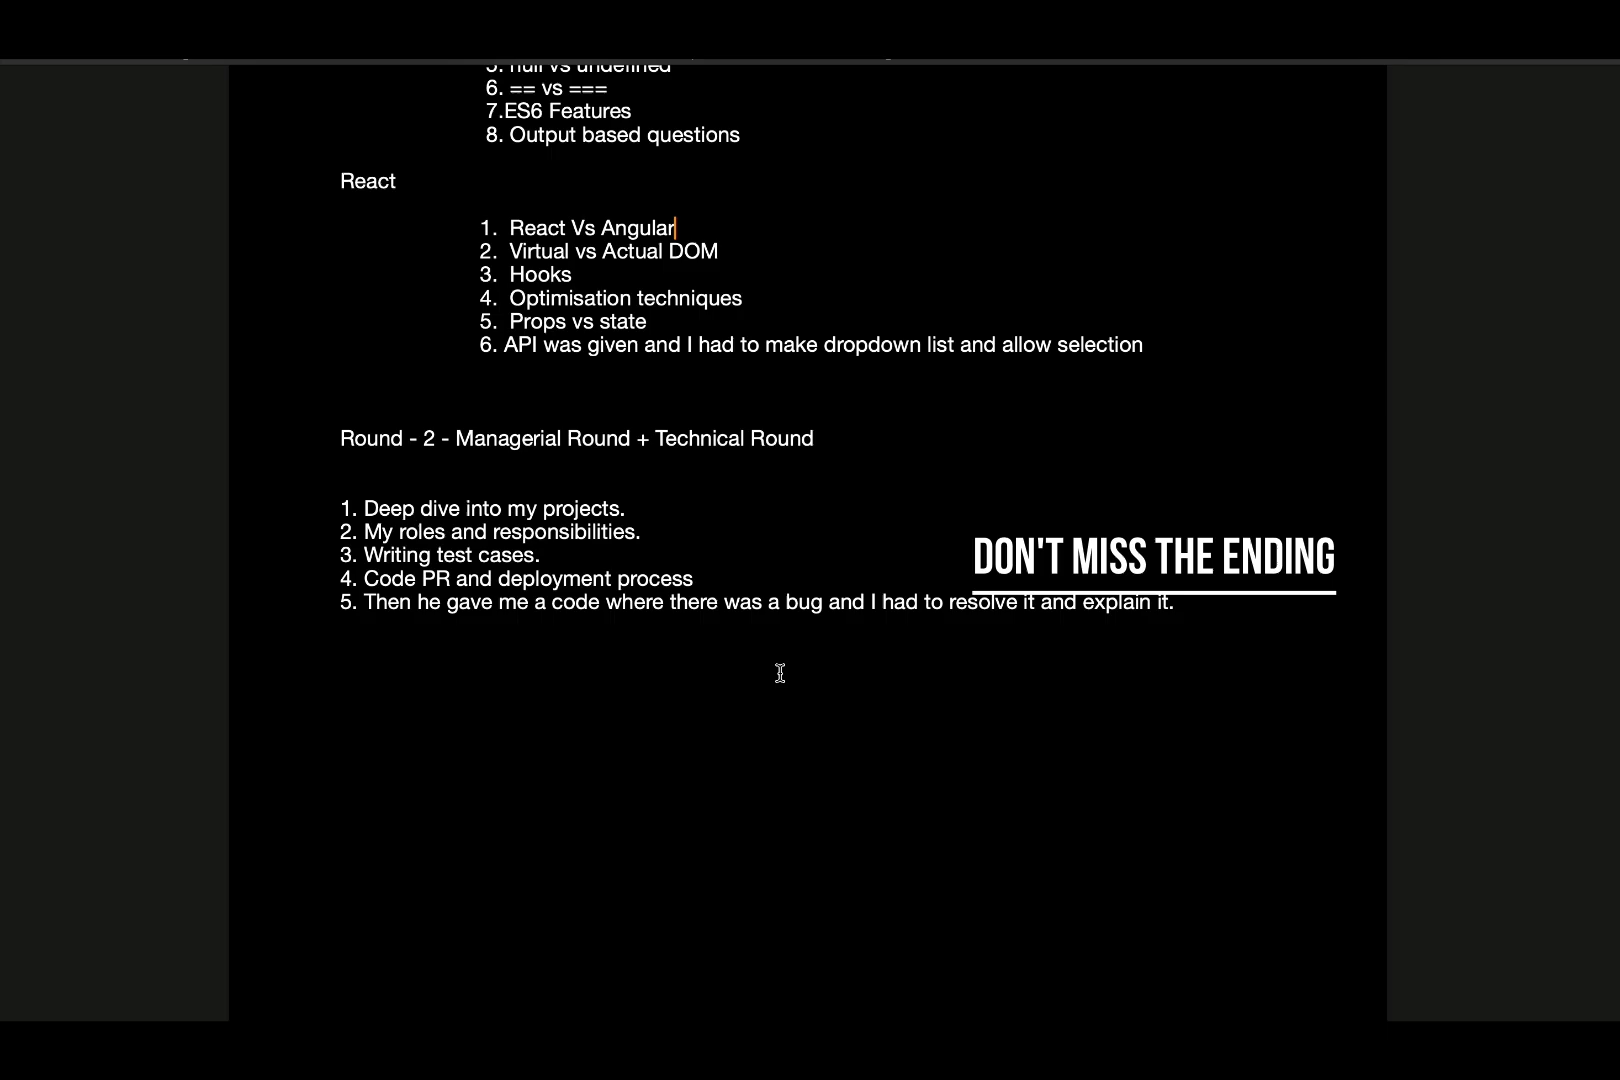 5. null vs undefined
6. == vs ===
7.ES6 Features
8. Output based questions
React
1. React Vs Angular
2. Virtual vs Actual DOM
3. Hooks
4. Optimisation techniques
5. Props vs state
6. API was given and I had to make dropdown list and allow selection
Round - 2 - Managerial Round + Technical Round
1. Deep dive into my projects.
2. My roles and responsibilities.
3. Writing test cases.
4. Code PR and deployment process
5. Then he gave me a code where there was a bug and I had to resolve it and explain it.
DON'T MISS THE ENDING